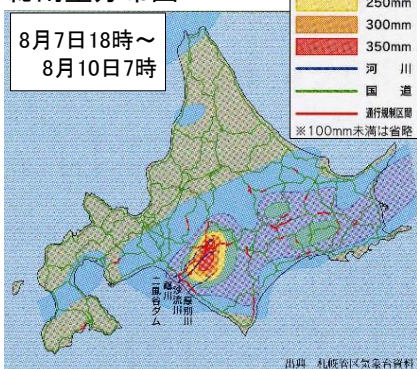 8月7日18時～
8月10日7時
250mm
300mm
350mm
河 川
国 道
通行規制区間
※100mm未満は省略
厚別川
沙流川
鵡川
二風谷ダム
出典 札幌管区気象台資料